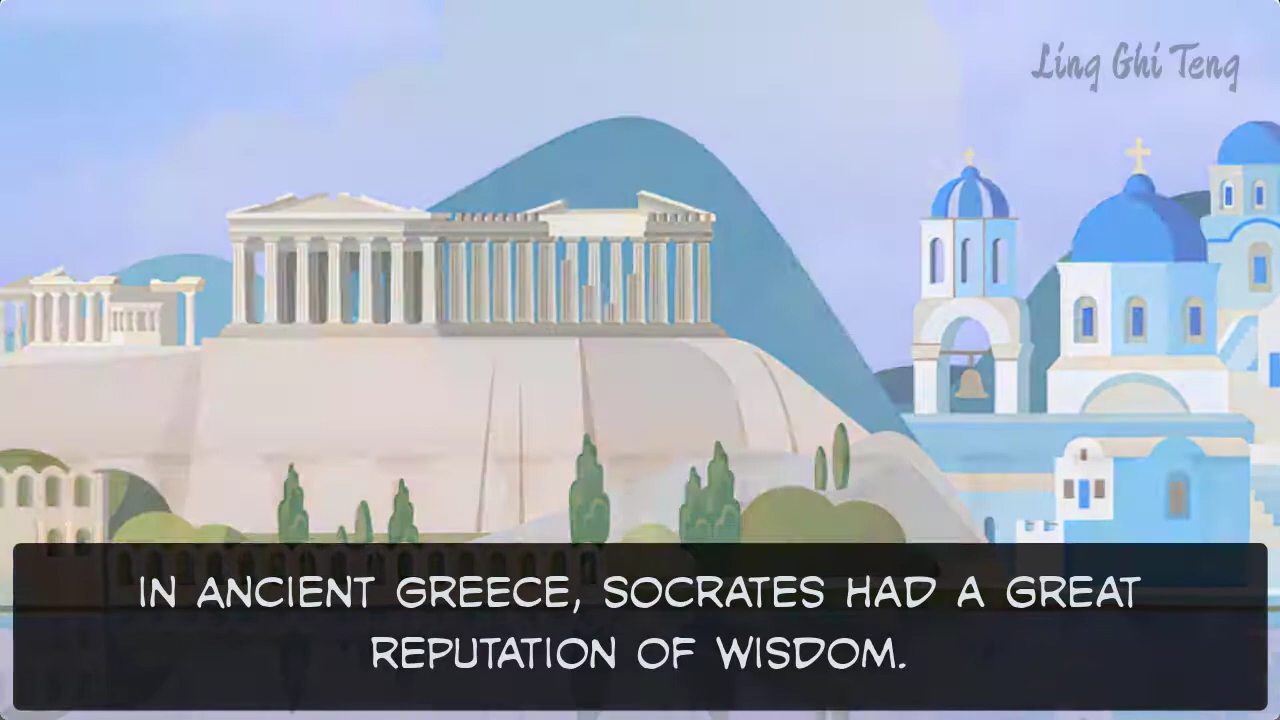 Ling Ghi Teng
IN ANCIENT GREECE, SOCRATES HAD A GREAT
REPUTATION OF WISDOM.